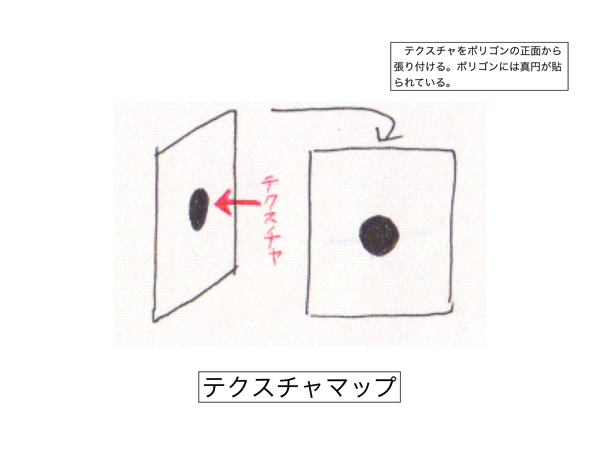 テクスチャをポリゴンの正面から
張り付ける。ポリゴンには真円が貼
られている。
テクスチャ
テクスチャマップ